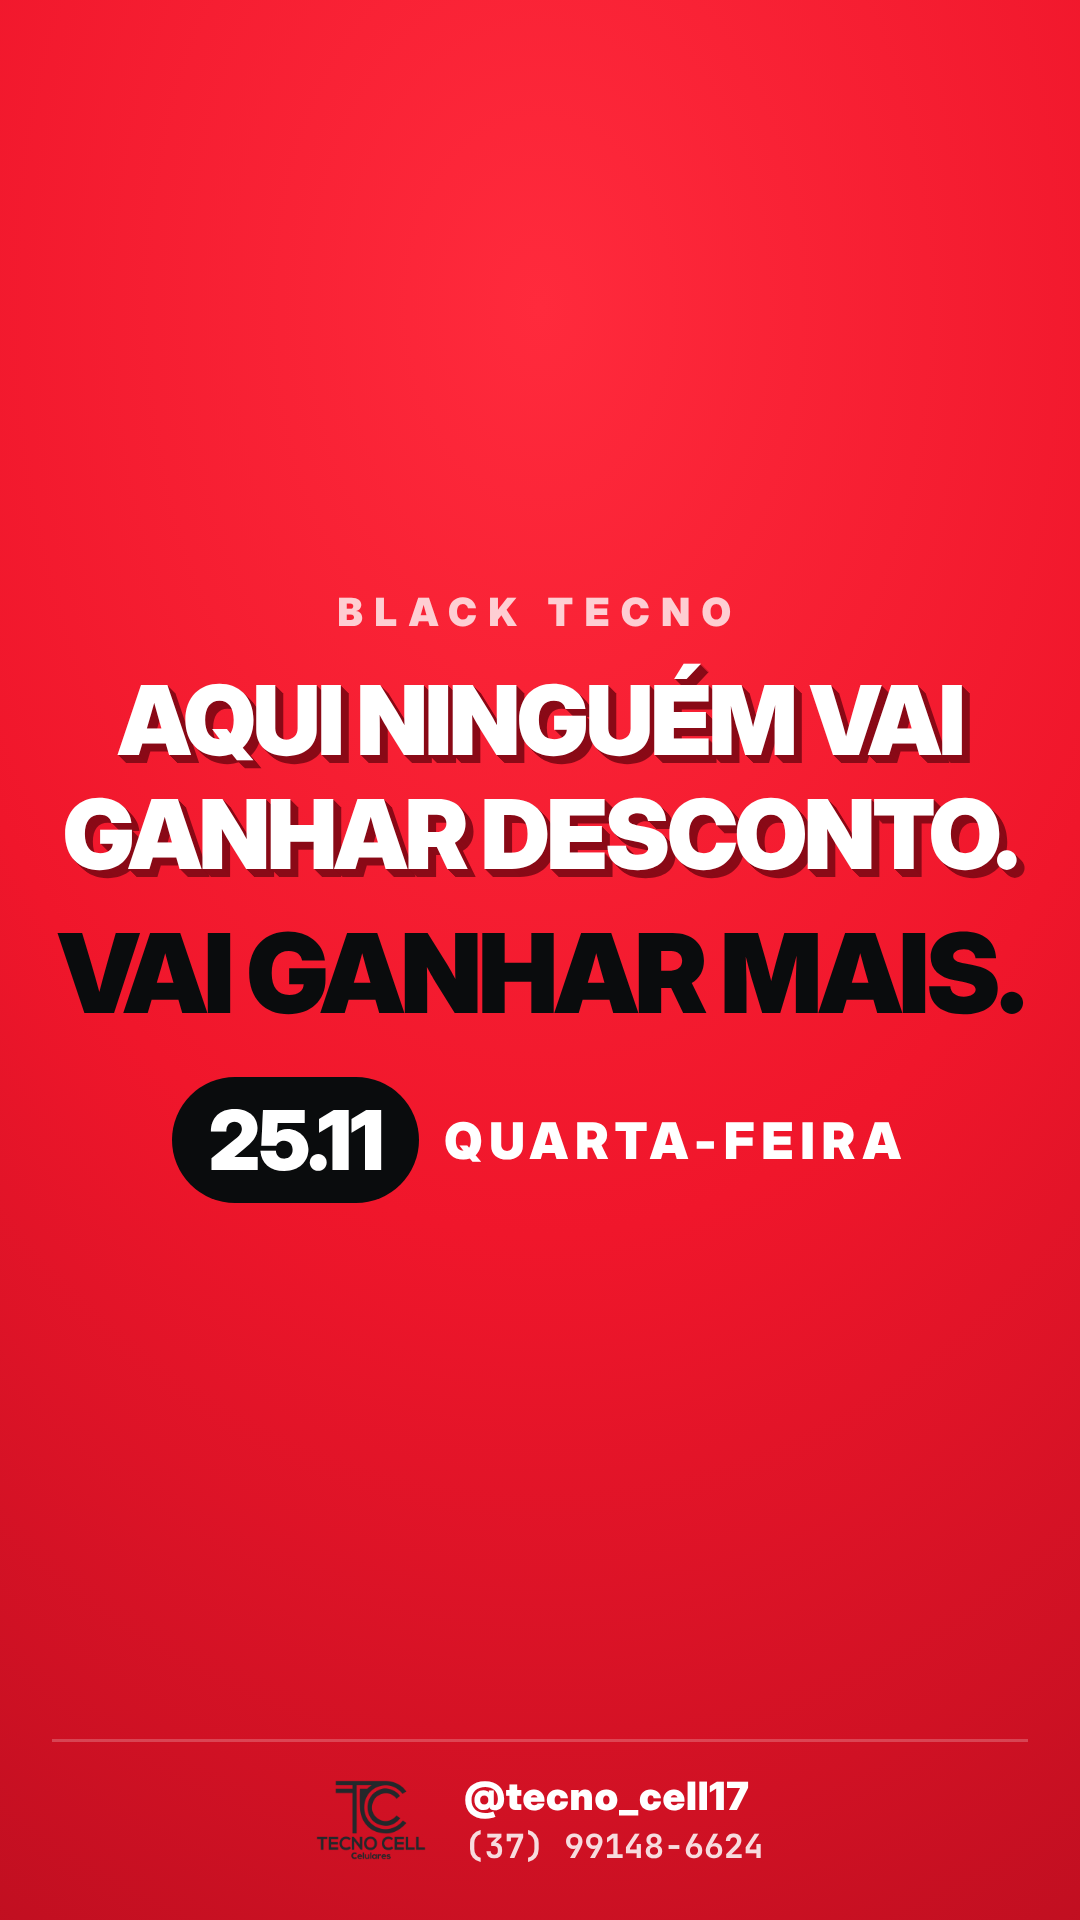 BLACK TECNO
AQUI NINGUÉM VAI
GANHAR DESCONTO.
VAI GANHAR MAIS.
25.11 QUARTA-FEIRA
TC
TECNO CELL
Celulares
@tecno_cell17
(37) 99148-6624